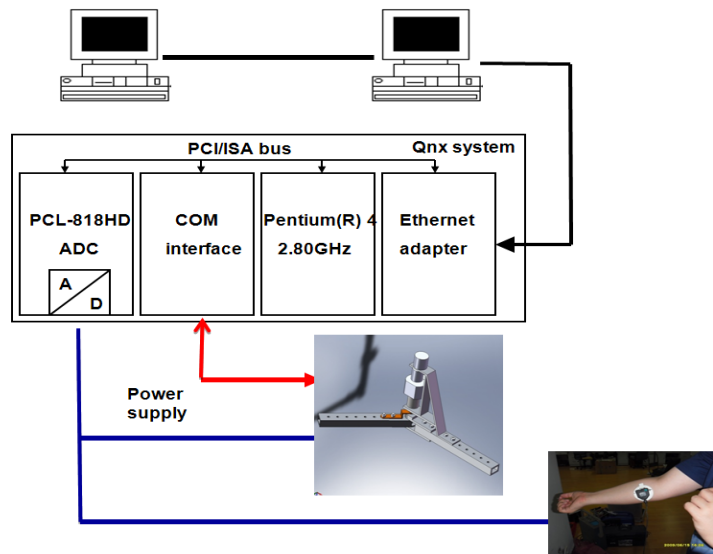 PCI/ISA bus
Qnx system
PCL-818HD
ADC
A
D
COM
interface
Pentium(R) 4
2.80GHz
Ethernet
adapter
Power
supply